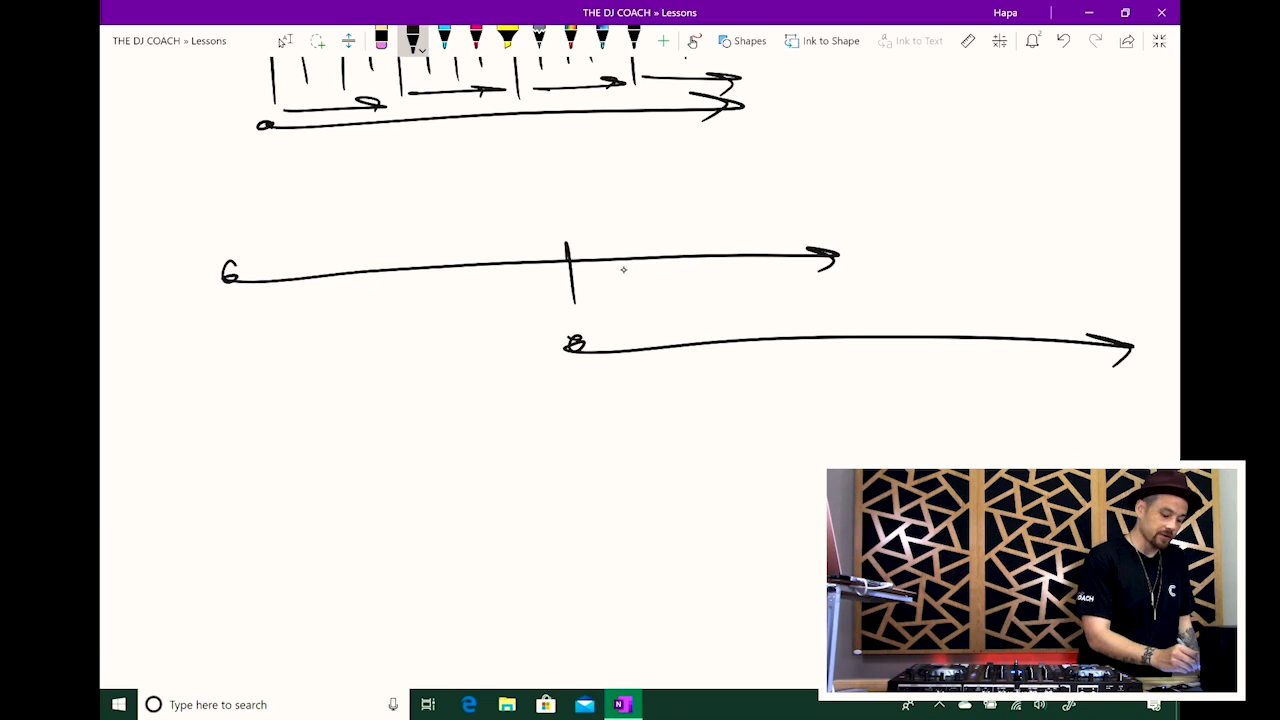 THE DJ COACH » Lessons
Hapa
THE DJ COACH » Lessons
Shapes
Ink to Shape
Ink to Text
Type here to search
COACH